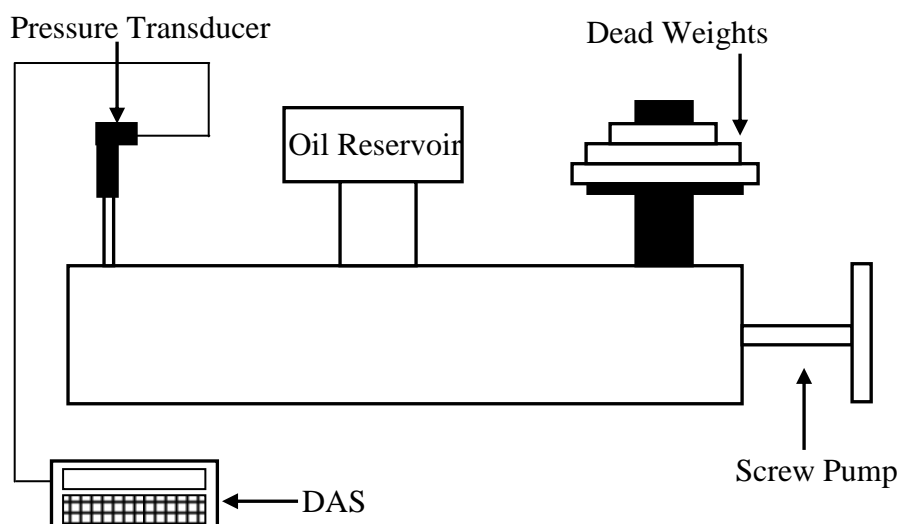 Pressure Transducer
Dead Weights
Oil Reservoir
Screw Pump
DAS